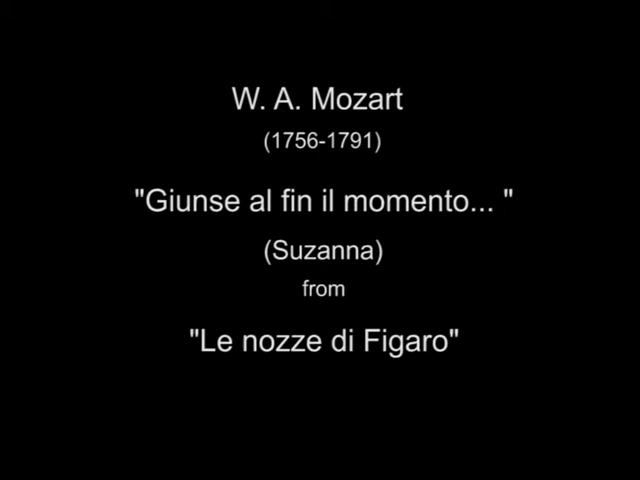 W. A. Mozart
(1756-1791)
"Giunse al fin il momento... "
(Suzanna)
from
"Le nozze di Figaro"